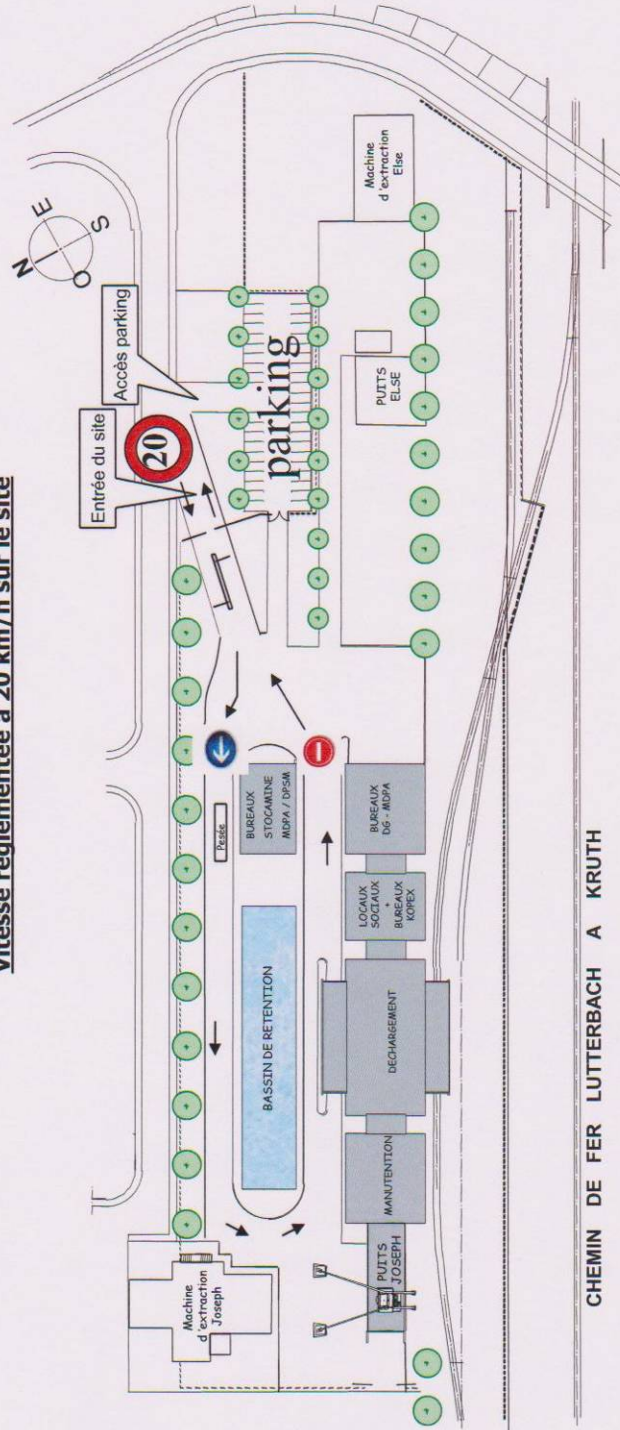 Vitesse réglementée à 20 km/h sur le site
N
E
S
O
Accès parking
Entrée du site
20
parking
Machine
d'extraction
Else
PUITS
ELSE
Pesée
BUREAUX
STOCAMINE
MDPA / DPSM
BASSIN DE RETENTION
BUREAUX
DG - MDPA
LOCAUX
SOCIAUX
+
BUREAUX
KOPEX
DECHARGEMENT
MANUTENTION
PUITS
JOSEPH
Machine
d'extraction
Joseph
CHEMIN DE FER LUTTERBACH A KRUTH